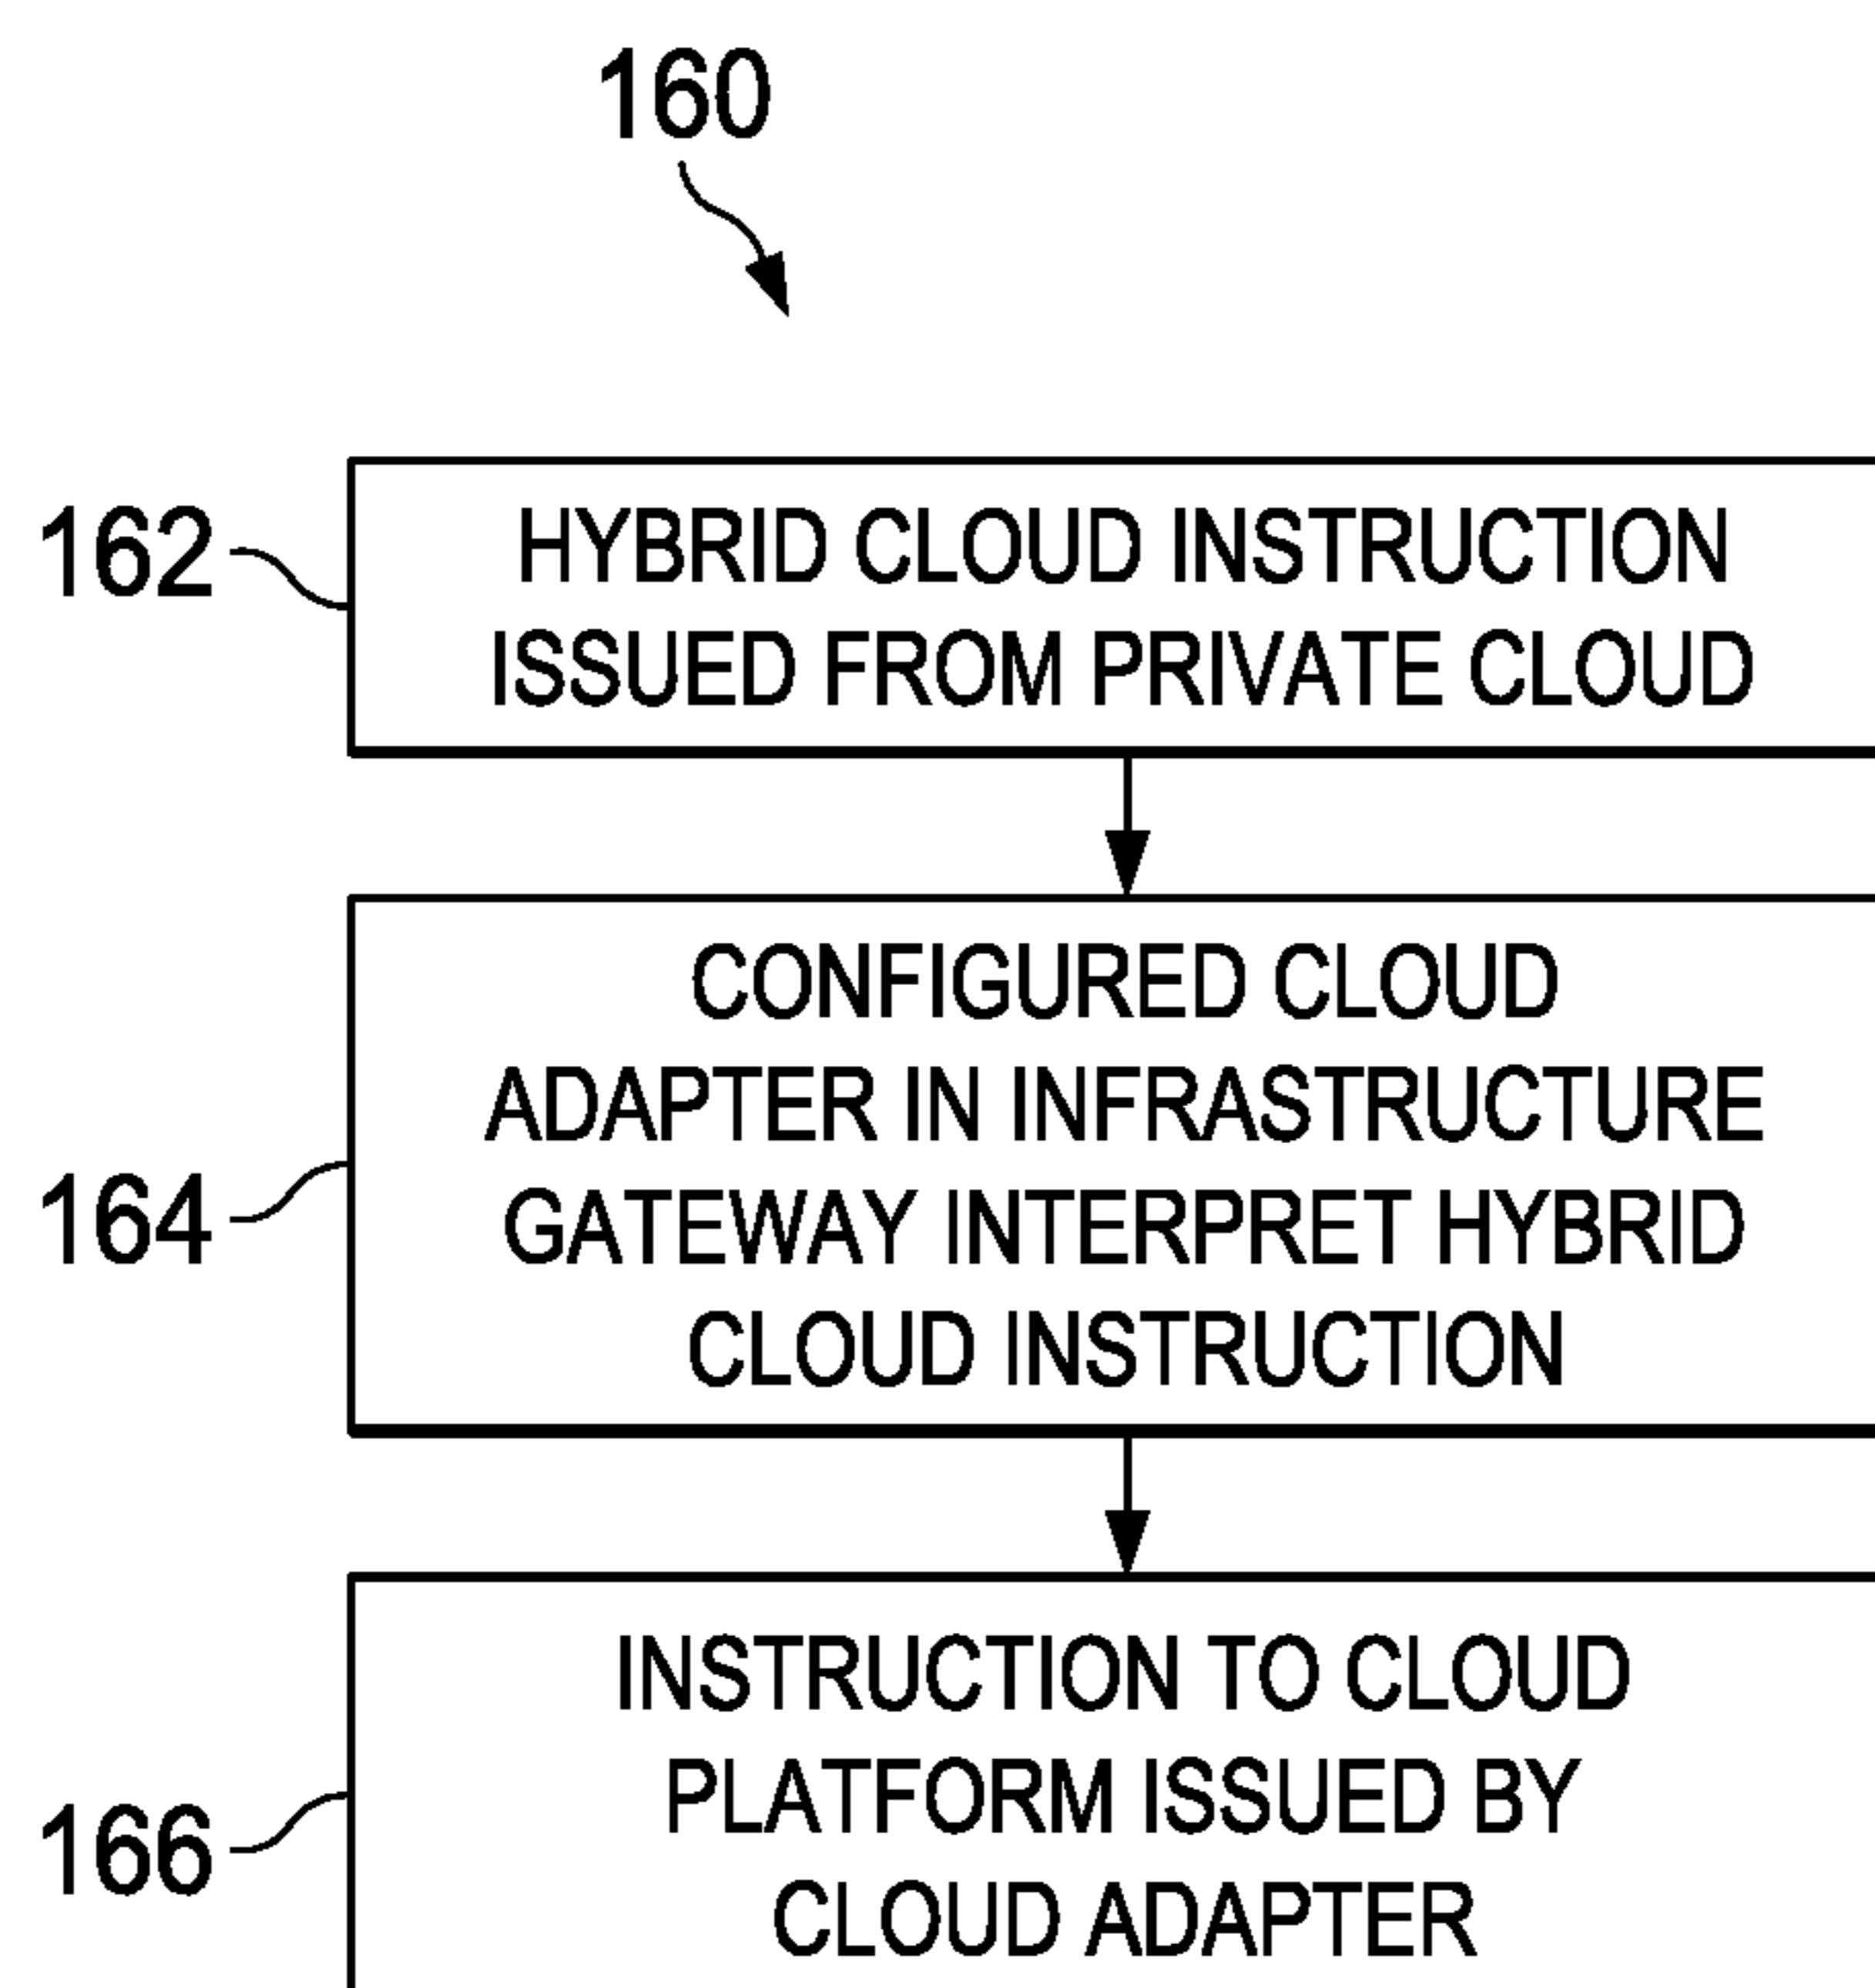 160
162
HYBRID CLOUD INSTRUCTION
ISSUED FROM PRIVATE CLOUD
CONFIGURED CLOUD
ADAPTER IN INFRASTRUCTURE
164
GATEWAY INTERPRET HYBRID
CLOUD INSTRUCTION
INSTRUCTION TO CLOUD
PLATFORM ISSUED BY
166
CLOUD ADAPTER